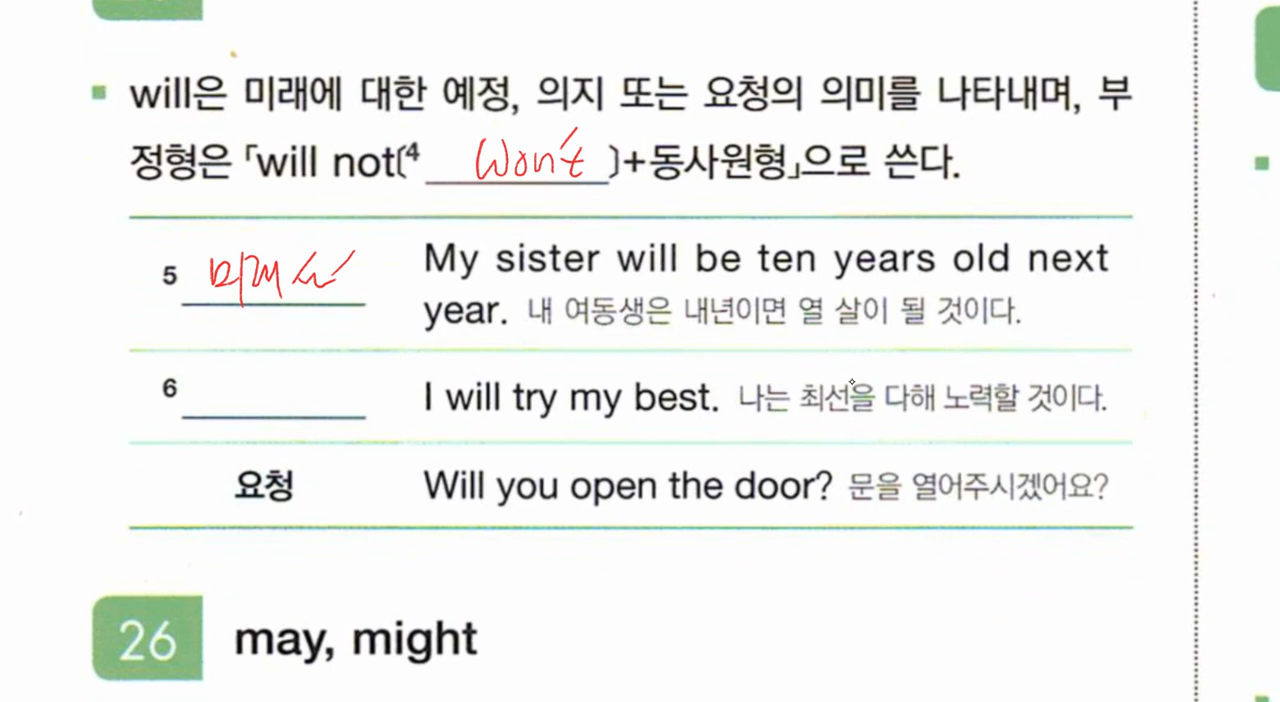 will은 미래에 대한 예정, 의지 또는 요청의 의미를 나타내며, 부
정형은 「will not(4 Won't )+동사원형」으로 쓴다.
5 My sister will be ten years old next
year. 내 여동생은 내년이면 열 살이 될 것이다.
6 I will try my best. 나는 최선을 다해 노력할 것이다.
요청 Will you open the door? 문을 열어주시겠어요?
26 may, might